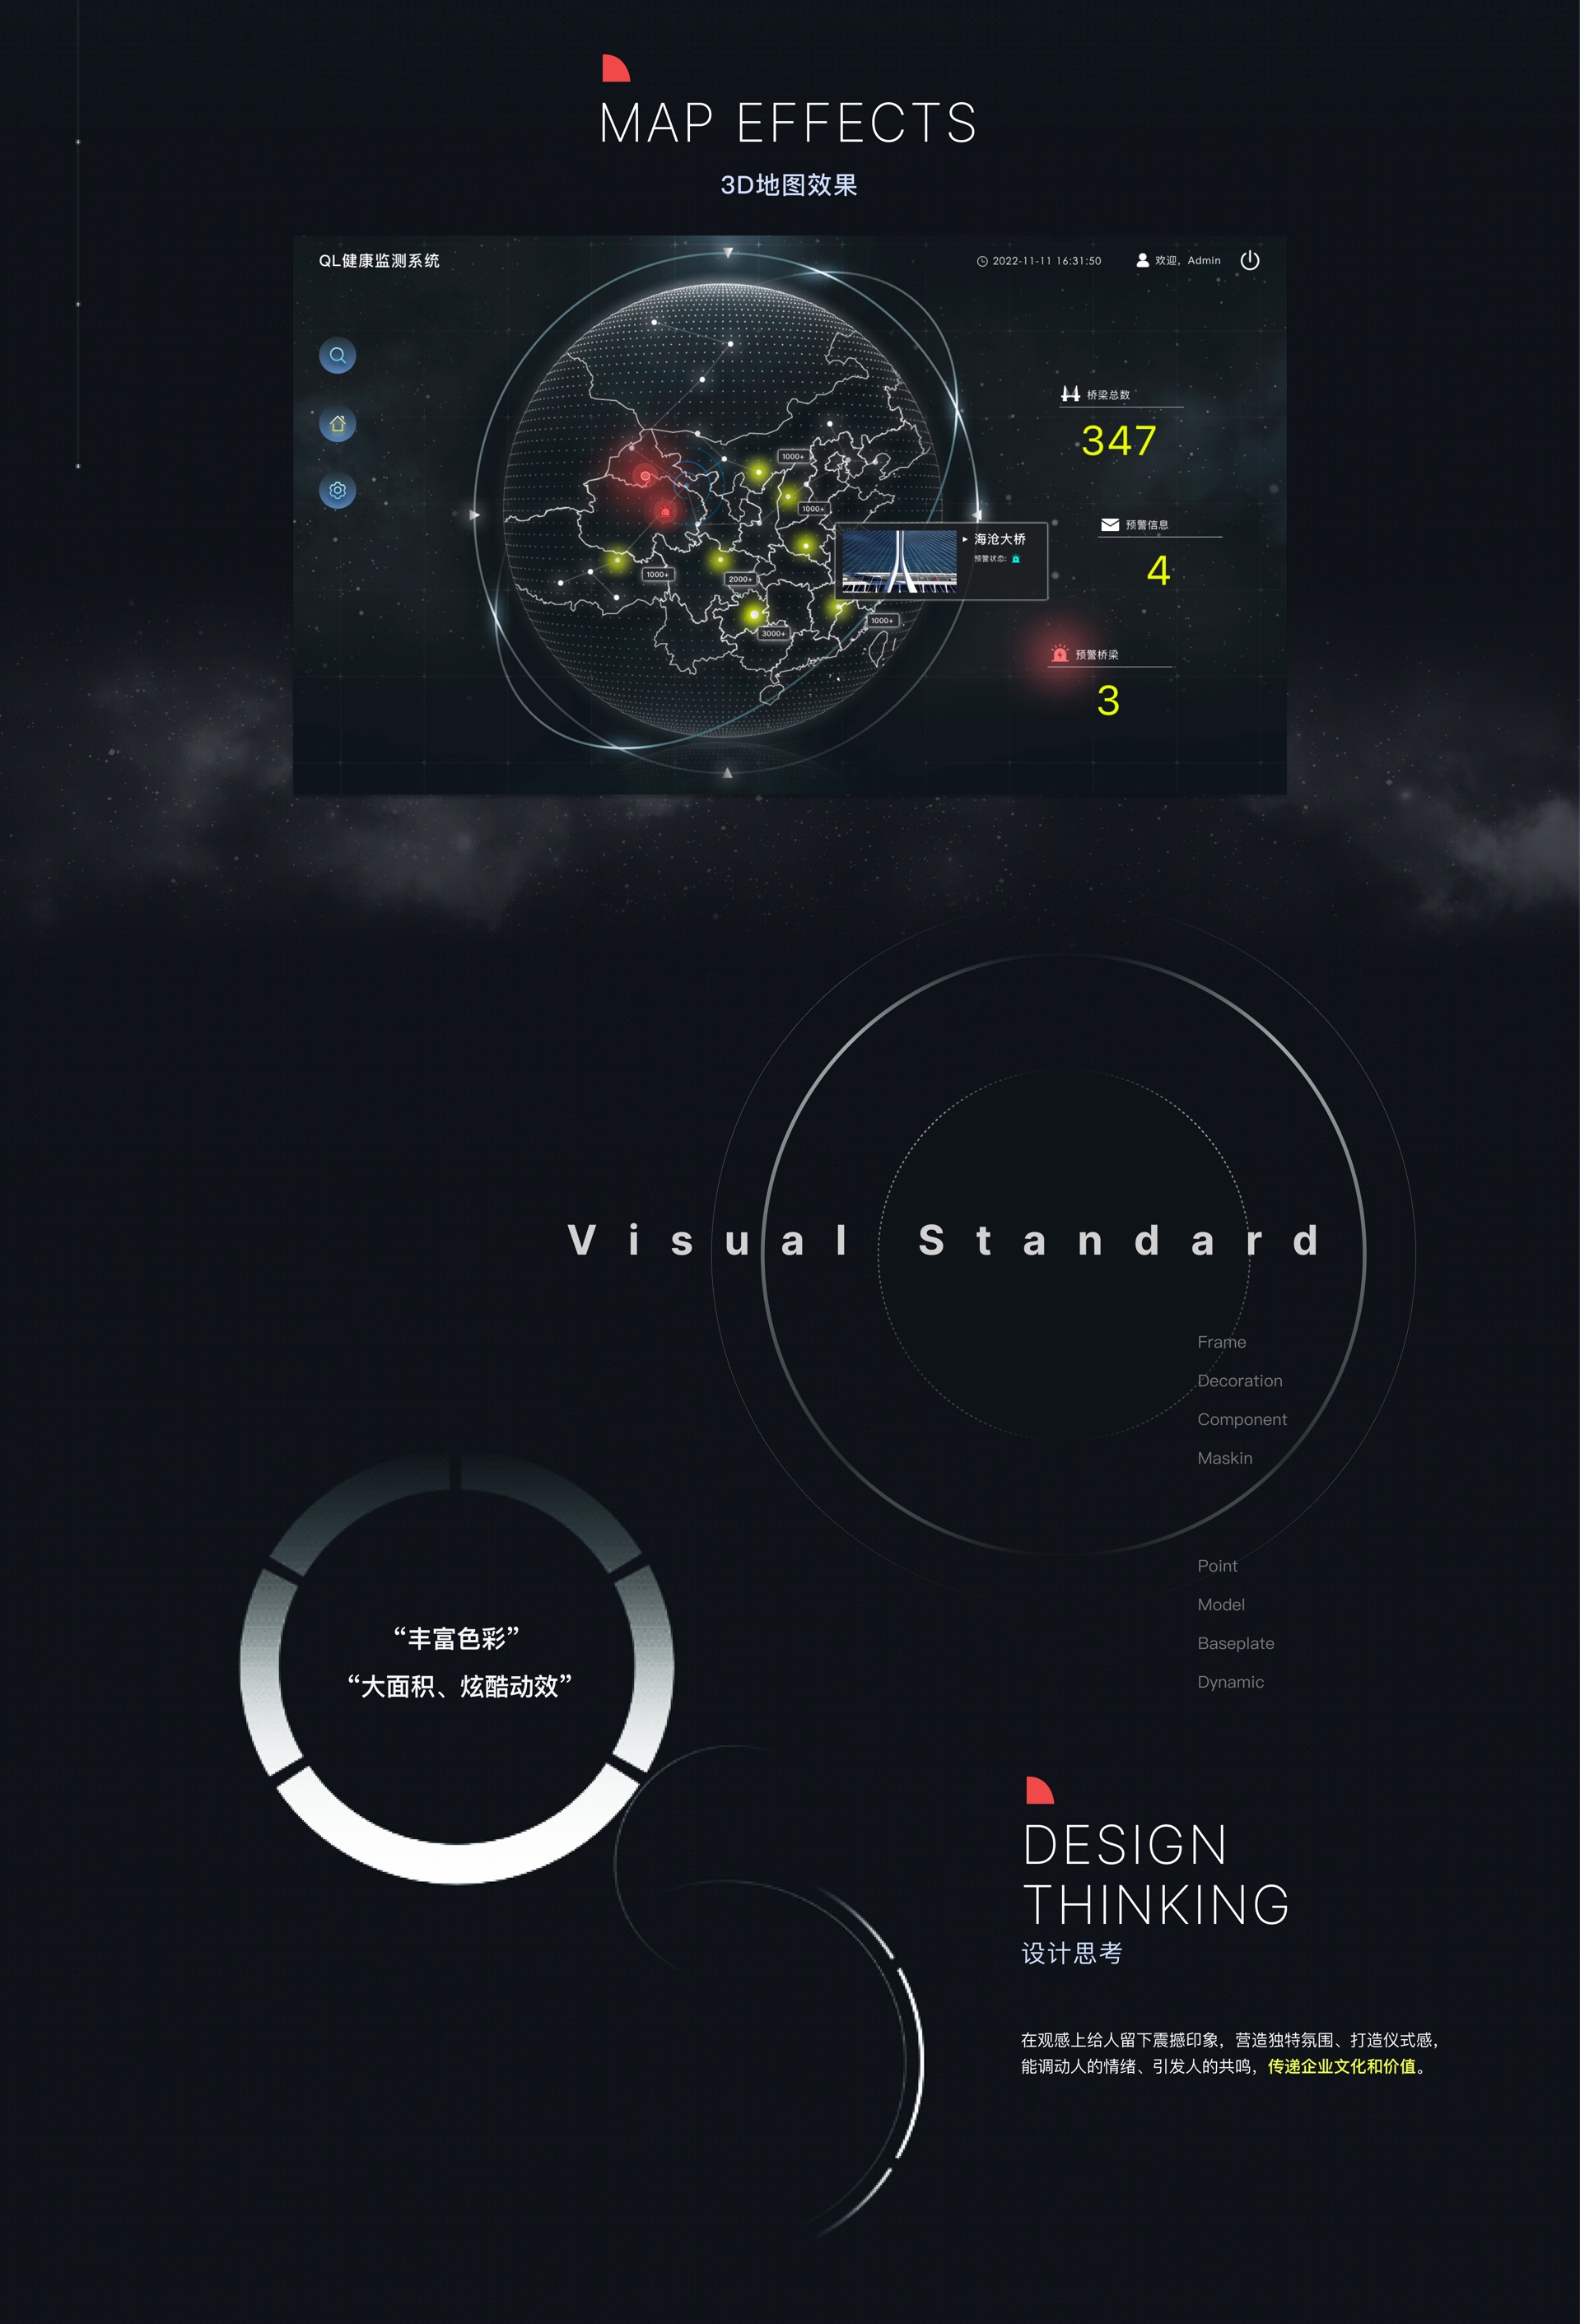 MAP EFFECTS
3D地图效果
QL健康监测系统
2022-11-11 16:31:50
欢迎，Admin
桥梁总数
347
预警信息
4
预警桥梁
3
1000+
1000+
海沧大桥
预警状态:
1000+
2000+
1000+
3000+
Visual Standard
Frame
Decoration
Component
Maskin
Point
Model
Baseplate
Dynamic
“丰富色彩”
“大面积、炫酷动效”
DESIGN
THINKING
设计思考
在观感上给人留下震撼印象，营造独特氛围、打造仪式感，
能调动人的情绪、引发人的共鸣，传递企业文化和价值。